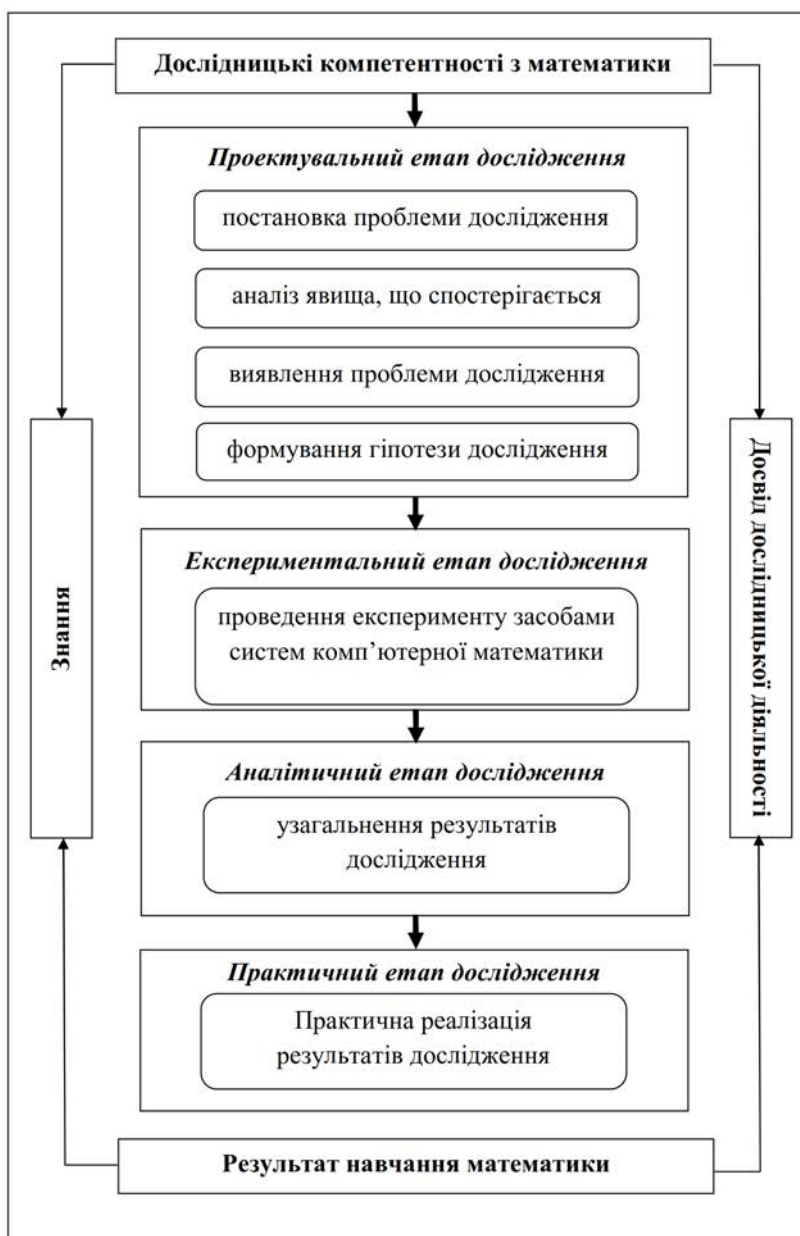 Дослідницькі компетентності з математики
Проектувальний етап дослідження
постановка проблеми дослідження
аналіз явища, що спостерігається
виявлення проблеми дослідження
формування гіпотези дослідження
Експериментальний етап дослідження
проведення експерименту засобами
систем комп’ютерної математики
Аналітичний етап дослідження
узагальнення результатів
дослідження
Практичний етап дослідження
Практична реалізація
результатів дослідження
Знання
Досвід дослідницької діяльності
Результат навчання математики